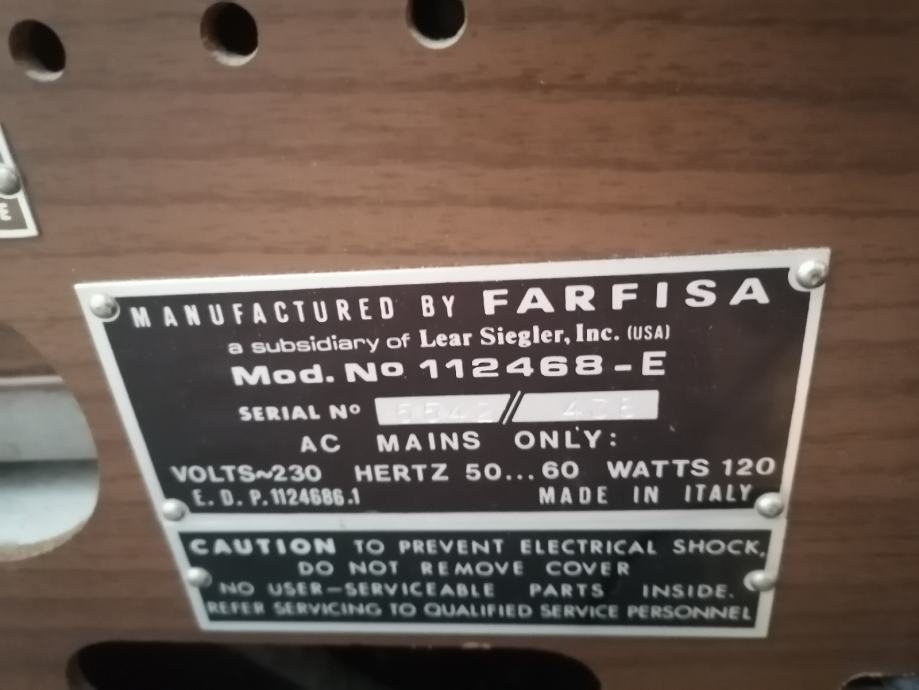 E
MANUFACTURED BY FARFISA
a subsidiary of Lear Siegler, Inc. (USA)
Mod. No 112468-E
SERIAL No
AC MAINS ONLY:
VOLTS~230 HERTZ 50...60 WATTS 120
E. D. P. 1124686.1 MADE IN ITALY
CAUTION TO PREVENT ELECTRICAL SHOCK,
DO NOT REMOVE COVER
NO USER-SERVICEABLE PARTS INSIDE.
REFER SERVICING TO QUALIFIED SERVICE PERSONNEL